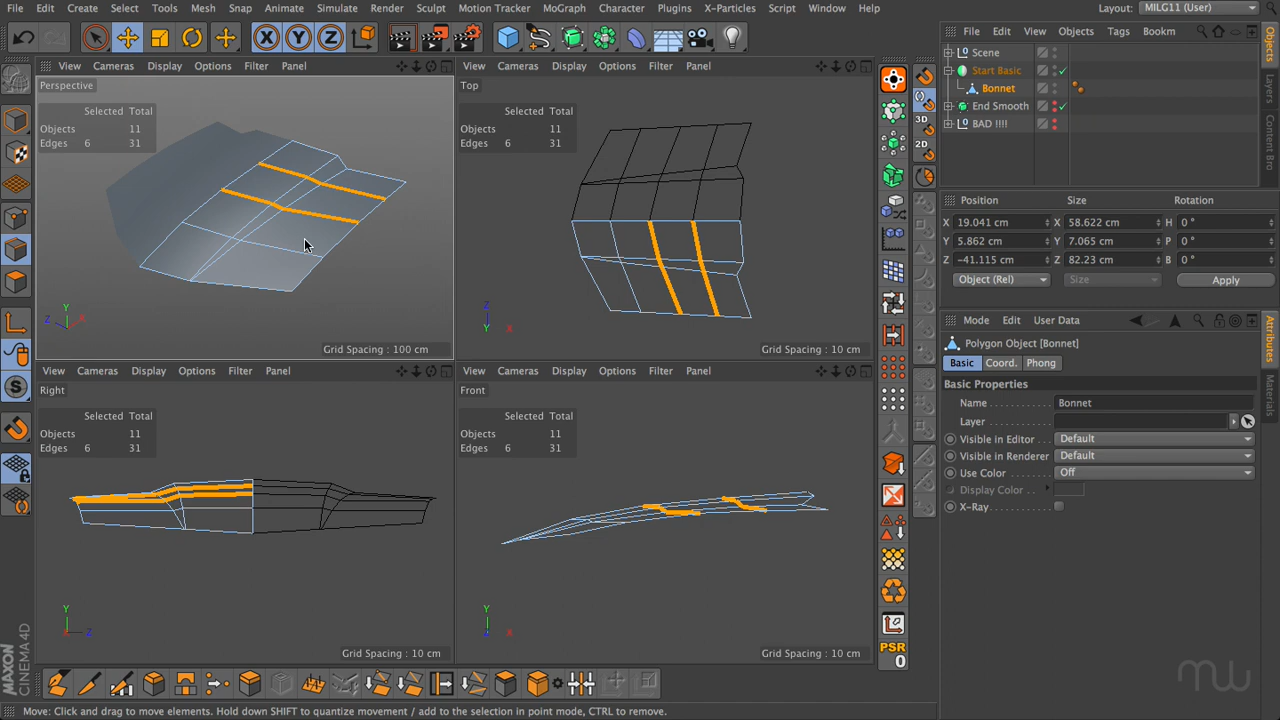 File Edit Create Select Tools Mesh Snap Animate Simulate Render Sculpt Motion Tracker MoGraph Character Plugins X-Particles Script Window Help Layout: MILG11 (User)
X Y Z
File Edit View Objects Tags Bookm
Scene
Start Basic
Bonnet
End Smooth
BAD !!!!
Objects
Layers
Content Bro
View Cameras Display Options Filter Panel
Perspective
Selected Total
Objects 11
Edges 6 31
Y
Z X
Grid Spacing : 100 cm
View Cameras Display Options Filter Panel
Top
Selected Total
Objects 11
Edges 6 31
Z
Y X
Grid Spacing : 10 cm
View Cameras Display Options Filter Panel
Right
Selected Total
Objects 11
Edges 6 31
Y
X Z
Grid Spacing : 10 cm
View Cameras Display Options Filter Panel
Front
Selected Total
Objects 11
Edges 6 31
Y
Z X
Grid Spacing : 10 cm
3D
2D
PSR
0
Position Size Rotation
X 19.041 cm X 58.622 cm H 0 °
Y 5.862 cm Y 7.065 cm P 0 °
Z -41.115 cm Z 82.23 cm B 0 °
Object (Rel) Size Apply
Mode Edit User Data
Polygon Object [Bonnet]
Basic Coord. Phong
Basic Properties
Name Bonnet
Layer
Visible in Editor Default
Visible in Renderer Default
Use Color Off
Display Color
X-Ray
Attributes
Materials
S
MAXON
CINEMA 4D
mw
Move: Click and drag to move elements. Hold down SHIFT to quantize movement / add to the selection in point mode, CTRL to remove.